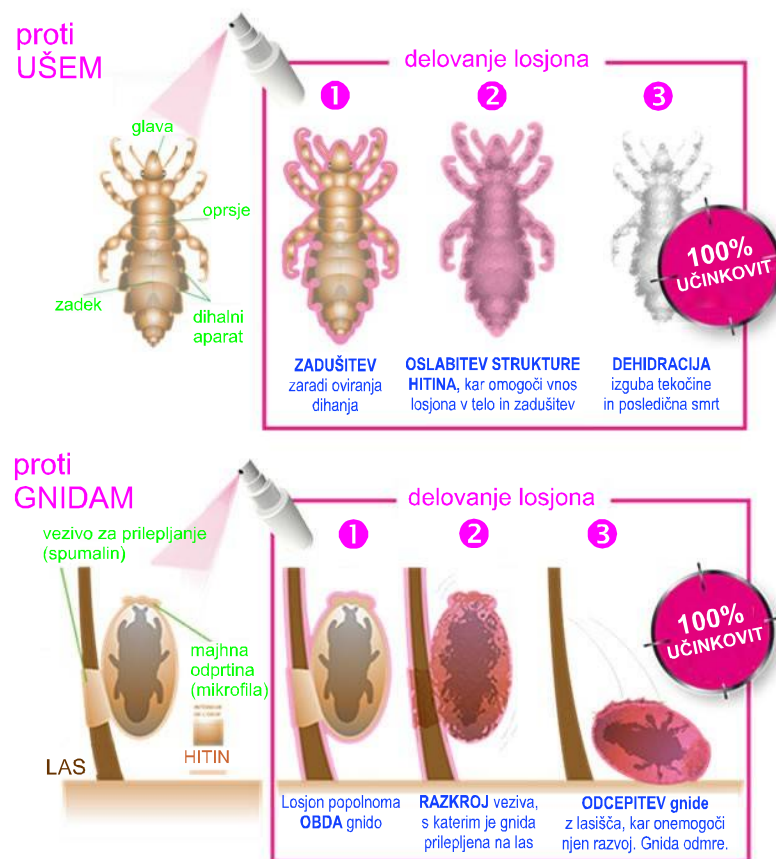 proti
UŠEM
delovanje losjona
1
2
3
glava
oprsje
zadek
dihalni
aparat
100%
UČINKOVIT
ZADUŠITEV
zaradi oviranja
dihanja
OSLABITEV STRUKTURE
HITINA, kar omogoči vnos
losjona v telo in zadušitev
DEHIDRACIJA
izguba tekočine
in posledična smrt
proti
GNIDAM
delovanje losjona
1
2
3
vezivo za prilepljanje
(spumalin)
majhna
odprtina
(mikrofila)
HITIN
LAS
100%
UČINKOVIT
Losjon popolnoma
OBDA gnido
RAZKROJ veziva,
s katerim je gnida
prilepljena na las
ODCEPITEV gnide
z lasišča, kar onemogoči
njen razvoj. Gnida odmre.